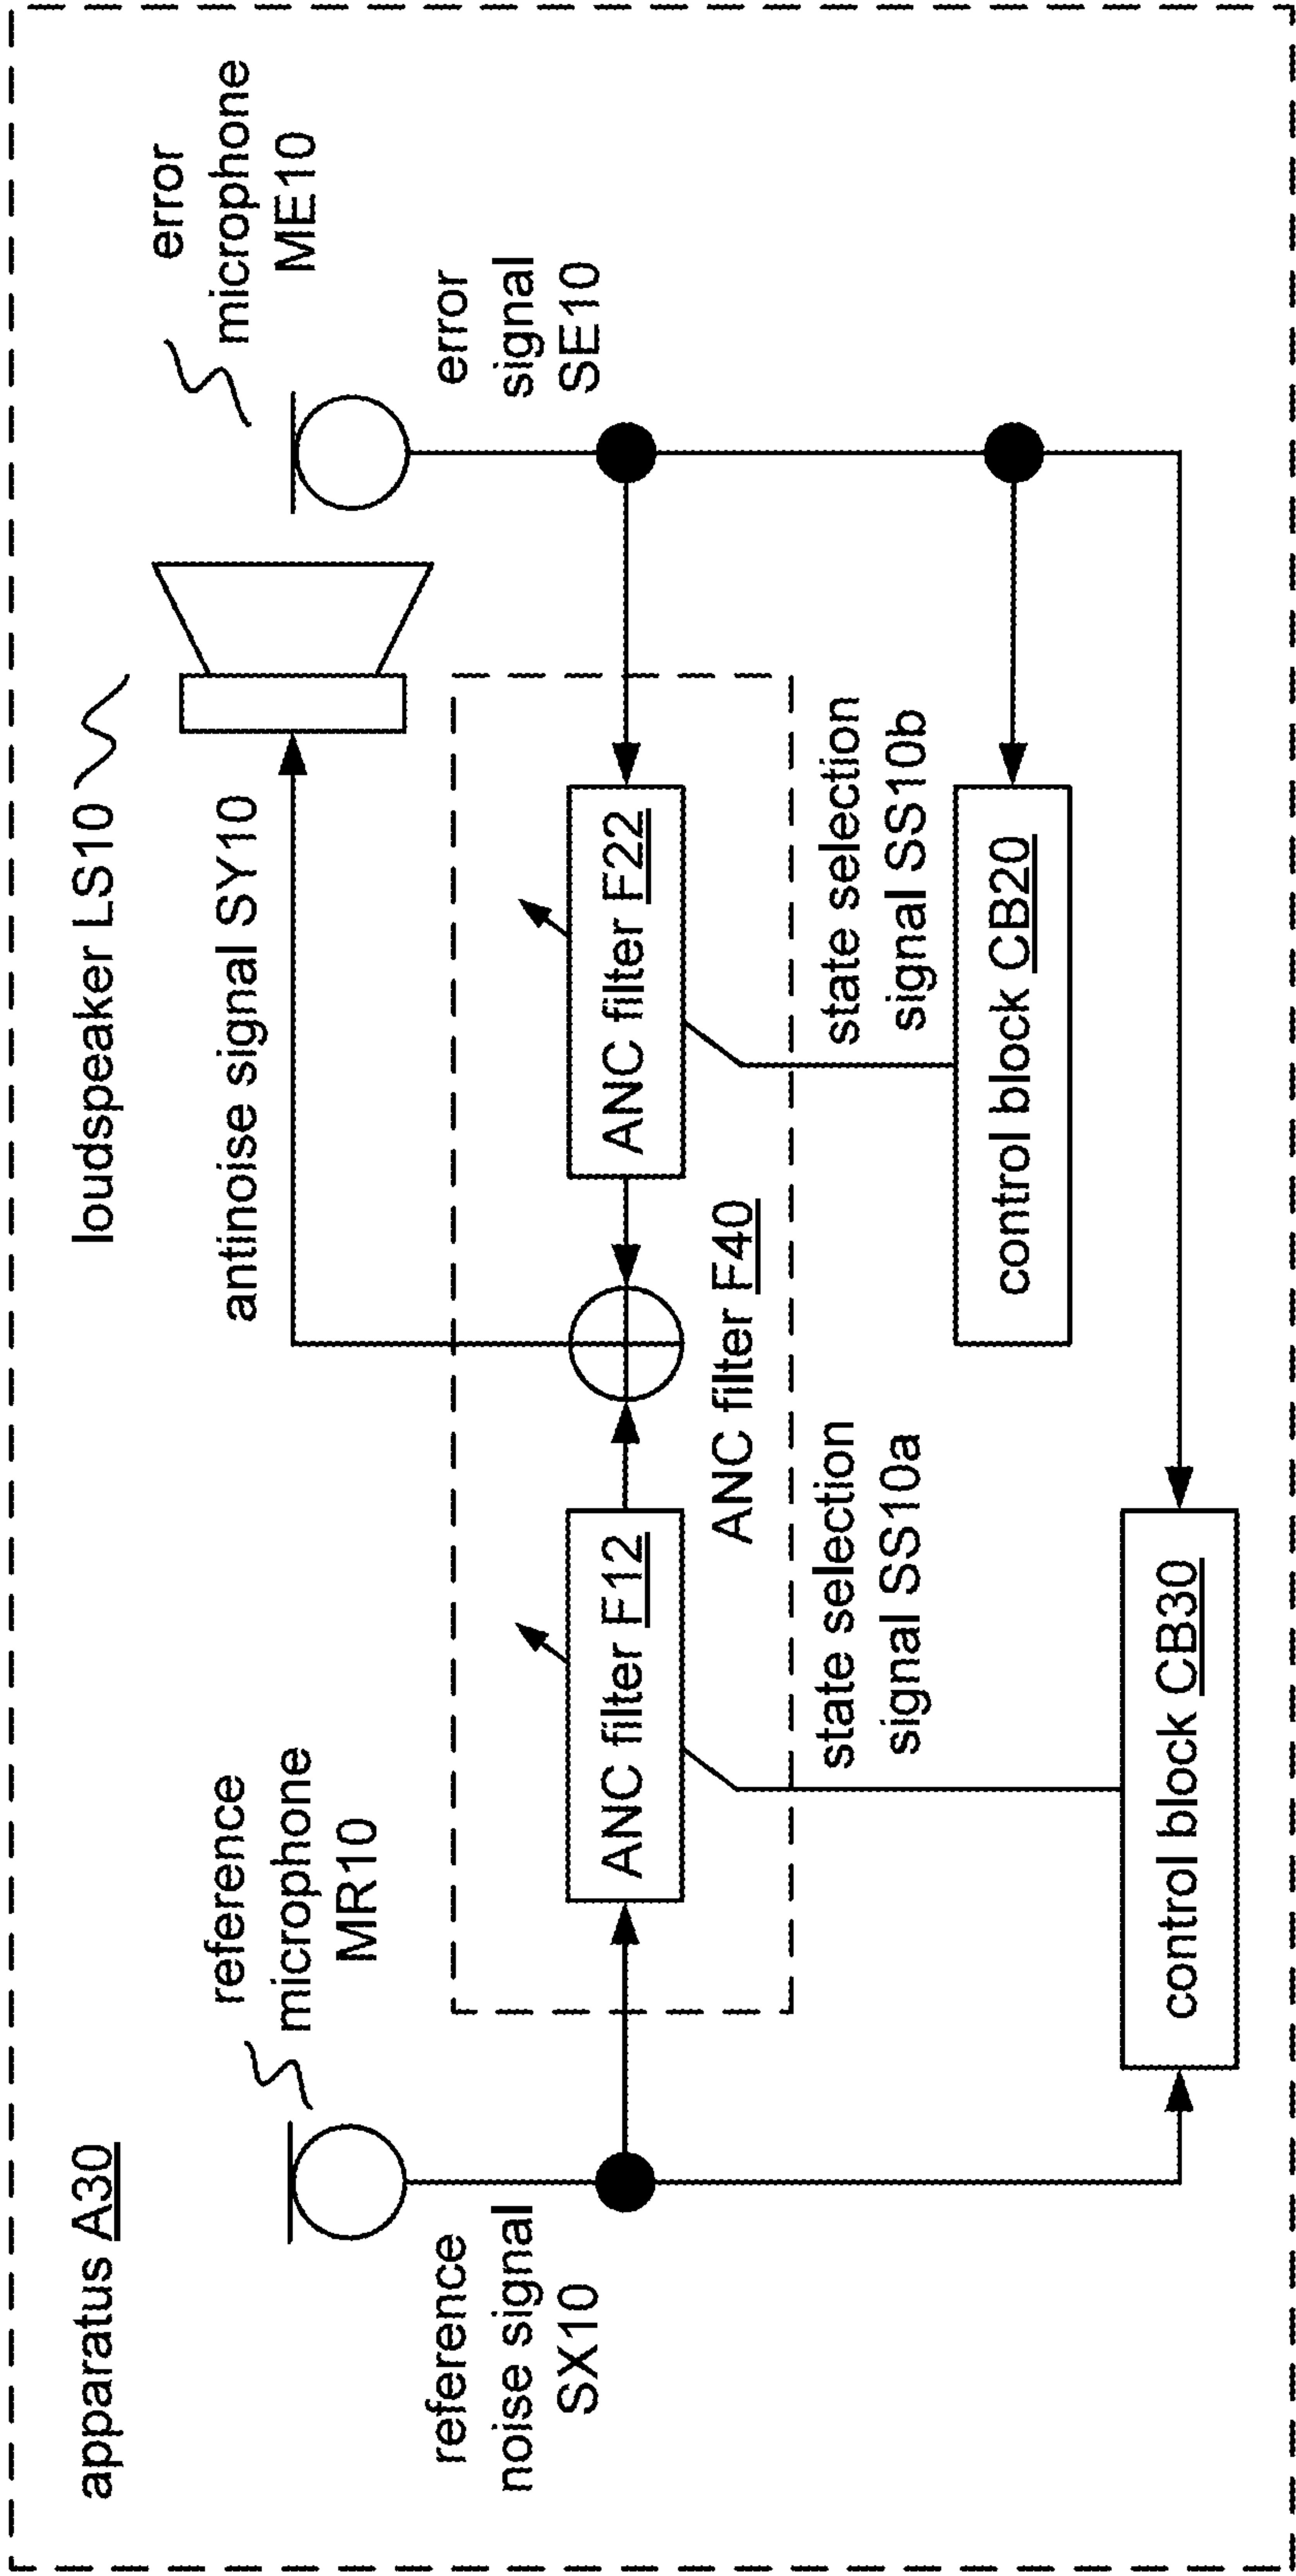 apparatus A30
reference
microphone
MR10
loudspeaker LS10
antinoise signal SY10
error
microphone
ME10
reference
noise signal
SX10
error
signal
SE10
ANC filter F12
ANC filter F22
ANC filter F40
state selection
signal SS10a
state selection
signal SS10b
control block CB20
control block CB30